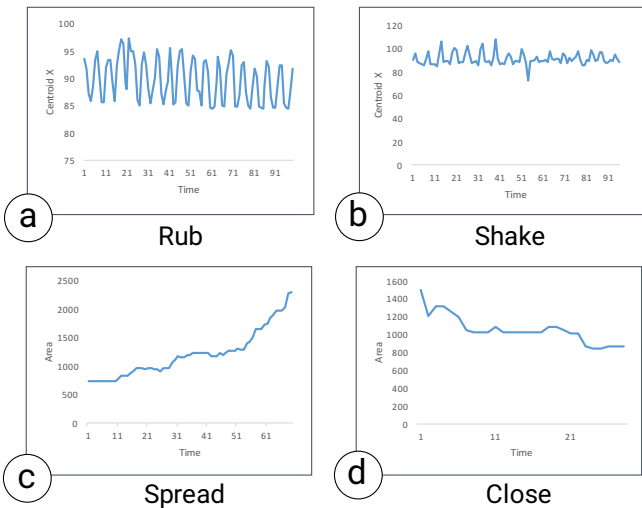 100
95
90
85
80
75
Centroid X
1 11 21 31 41 51 61 71 81 91
Time
a
Rub
120
100
80
60
40
20
0
Centroid X
1 11 21 31 41 51 61 71 81 91
Time
b
Shake
2500
2000
1500
1000
500
0
Area
1 11 21 31 41 51 61
Time
c
Spread
1600
1400
1200
1000
800
600
400
200
0
Area
1 11 21
Time
d
Close